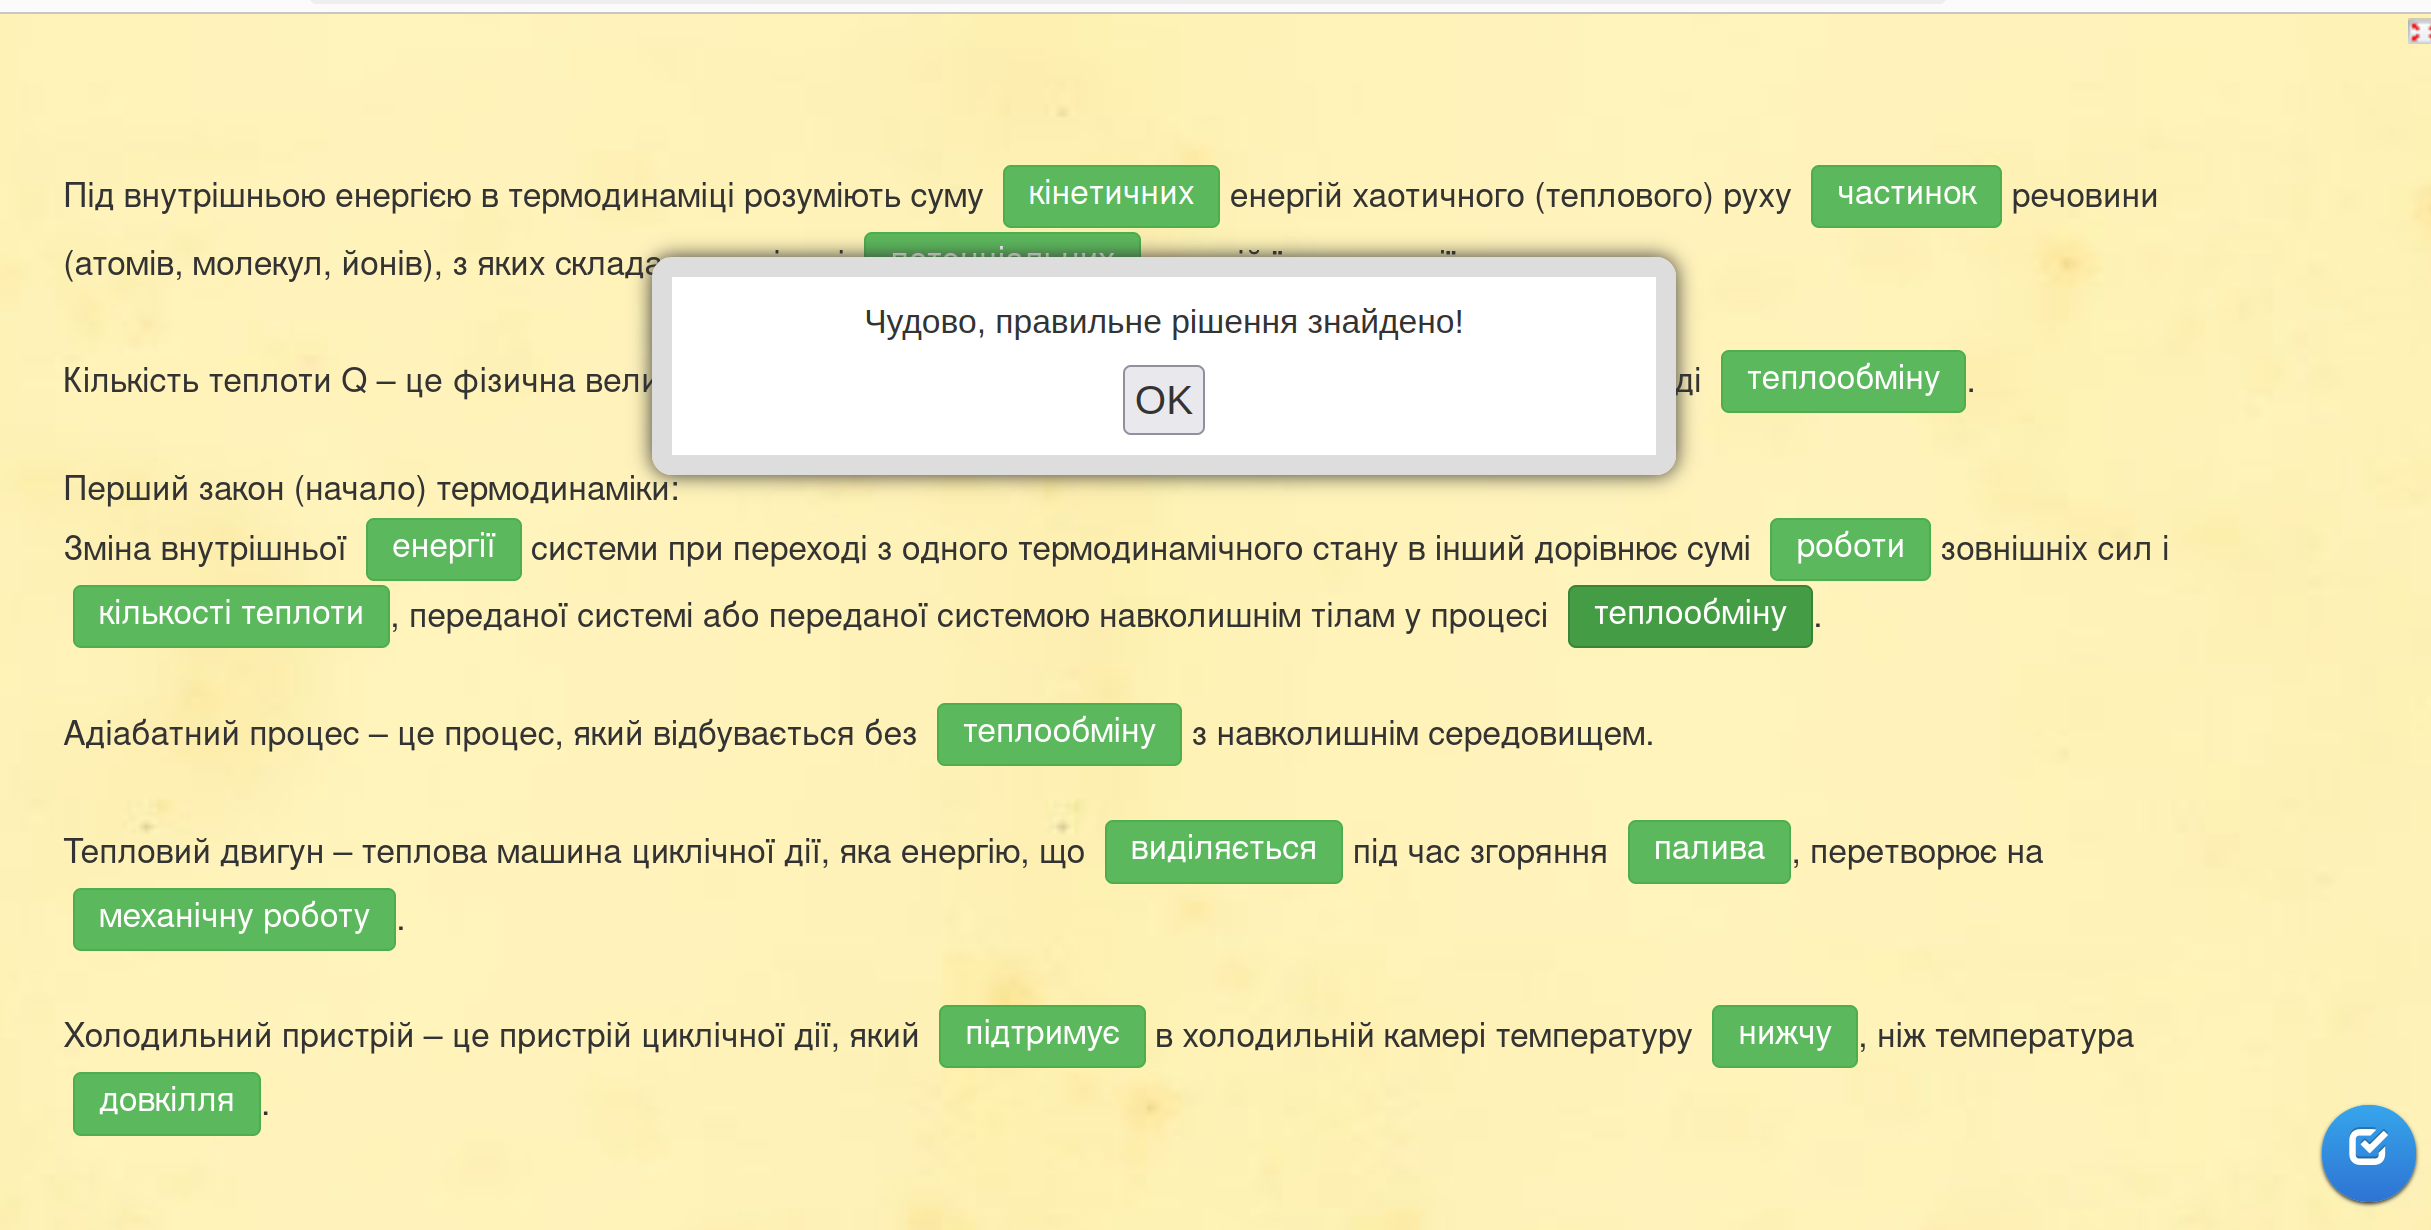 Під внутрішньою енергією в термодинаміці розуміють суму кінетичних енергій хаотичного (теплового) руху частинок речовини
(атомів, молекул, йонів), з яких склада потенціальних
Чудово, правильне рішення знайдено!
Кількість теплоти Q – це фізична вели ді теплообміну.
OK
Перший закон (начало) термодинаміки:
Зміна внутрішньої енергії системи при переході з одного термодинамічного стану в інший дорівнює сумі роботи зовнішніх сил і
кількості теплоти, переданої системі або переданої системою навколишнім тілам у процесі теплообміну.
Адіабатний процес – це процес, який відбувається без теплообміну з навколишнім середовищем.
Тепловий двигун – теплова машина циклічної дії, яка енергію, що виділяється під час згоряння палива, перетворює на
механічну роботу.
Холодильний пристрій – це пристрій циклічної дії, який підтримує в холодильній камері температуру нижчу, ніж температура
довкілля.